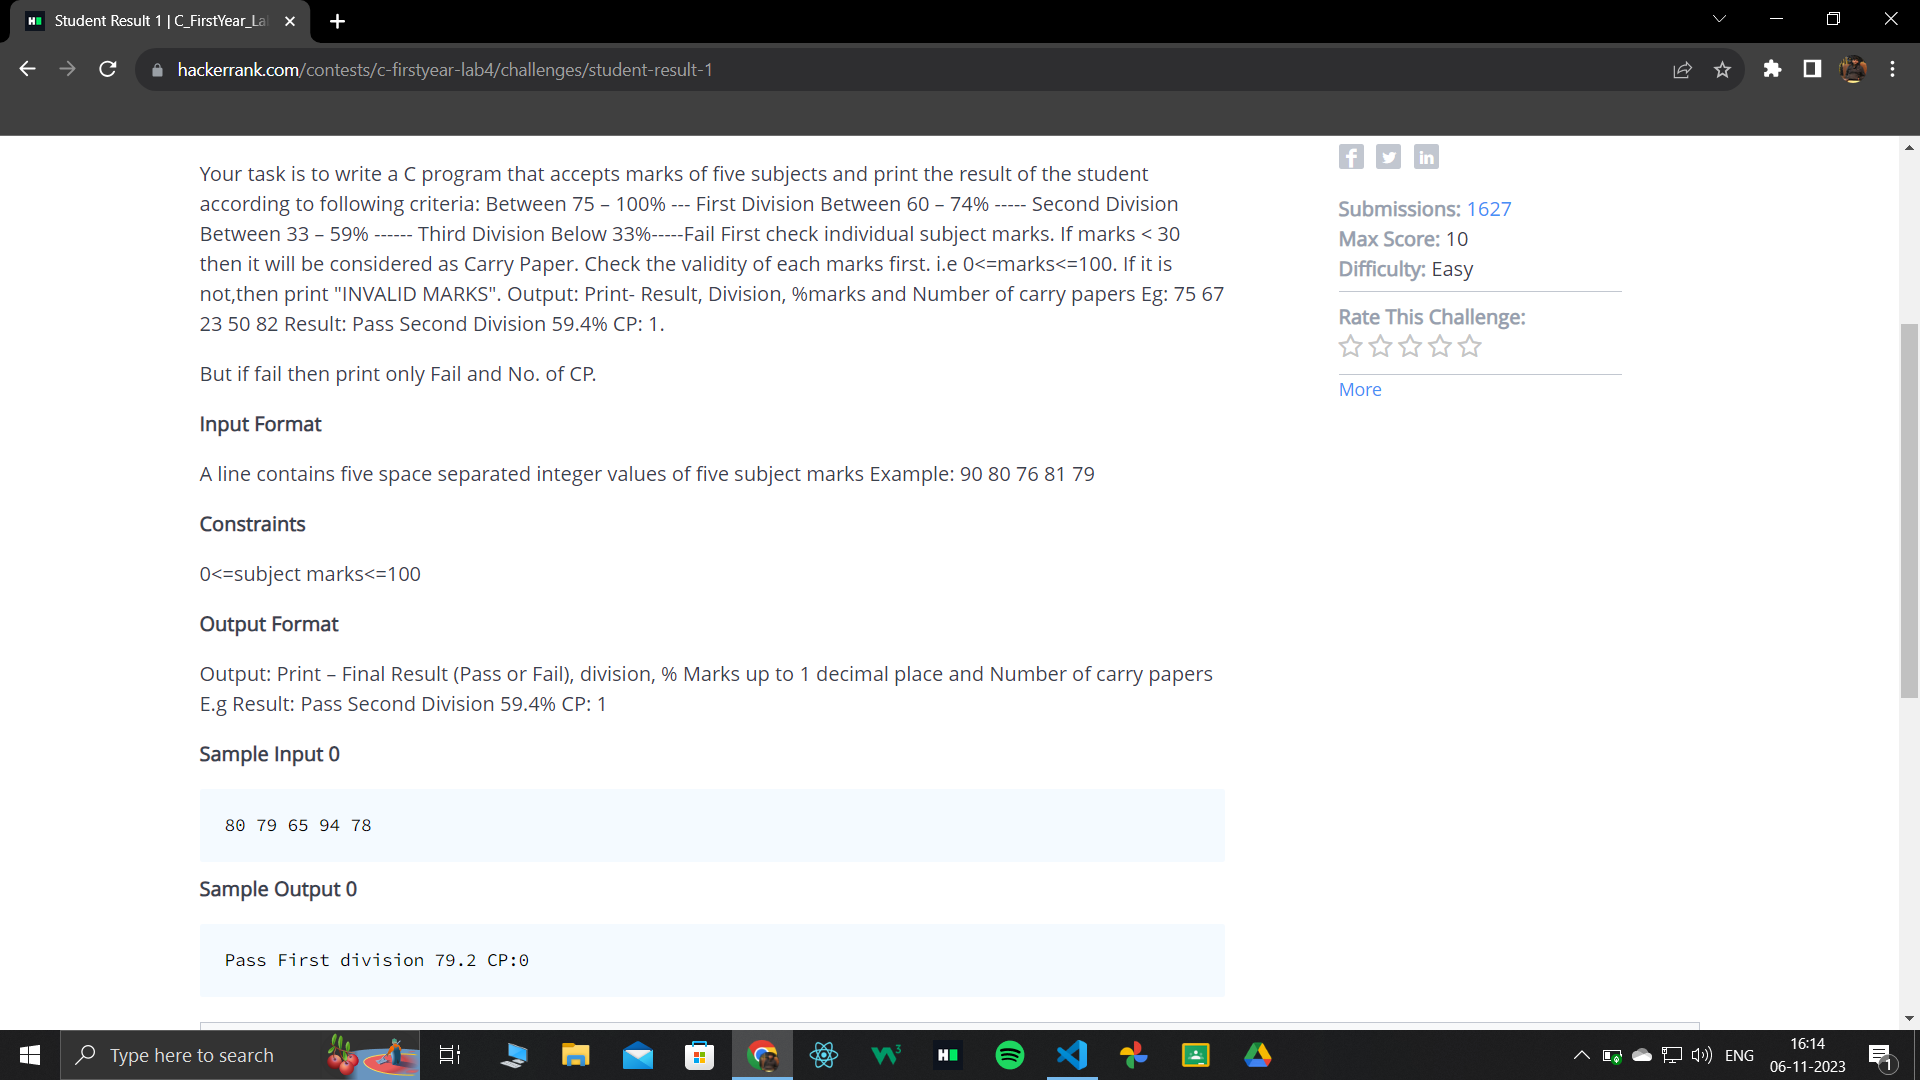 Student Result 1 | C_FirstYear_La
hackerrank.com/contests/c-firstyear-lab4/challenges/student-result-1
Your task is to write a C program that accepts marks of five subjects and print the result of the student
according to following criteria: Between 75 – 100% --- First Division Between 60 – 74% ----- Second Division
Between 33 – 59% ------ Third Division Below 33%-----Fail First check individual subject marks. If marks < 30
then it will be considered as Carry Paper. Check the validity of each marks first. i.e 0<=marks<=100. If it is
not,then print "INVALID MARKS". Output: Print- Result, Division, %marks and Number of carry papers Eg: 75 67
23 50 82 Result: Pass Second Division 59.4% CP: 1.
But if fail then print only Fail and No. of CP.
Input Format
A line contains five space separated integer values of five subject marks Example: 90 80 76 81 79
Constraints
0<=subject marks<=100
Output Format
Output: Print – Final Result (Pass or Fail), division, % Marks up to 1 decimal place and Number of carry papers
E.g Result: Pass Second Division 59.4% CP: 1
Sample Input 0
80 79 65 94 78
Sample Output 0
Pass First division 79.2 CP:0
Submissions: 1627
Max Score: 10
Difficulty: Easy
Rate This Challenge:
More
Type here to search
ENG
16:14
06-11-2023
1